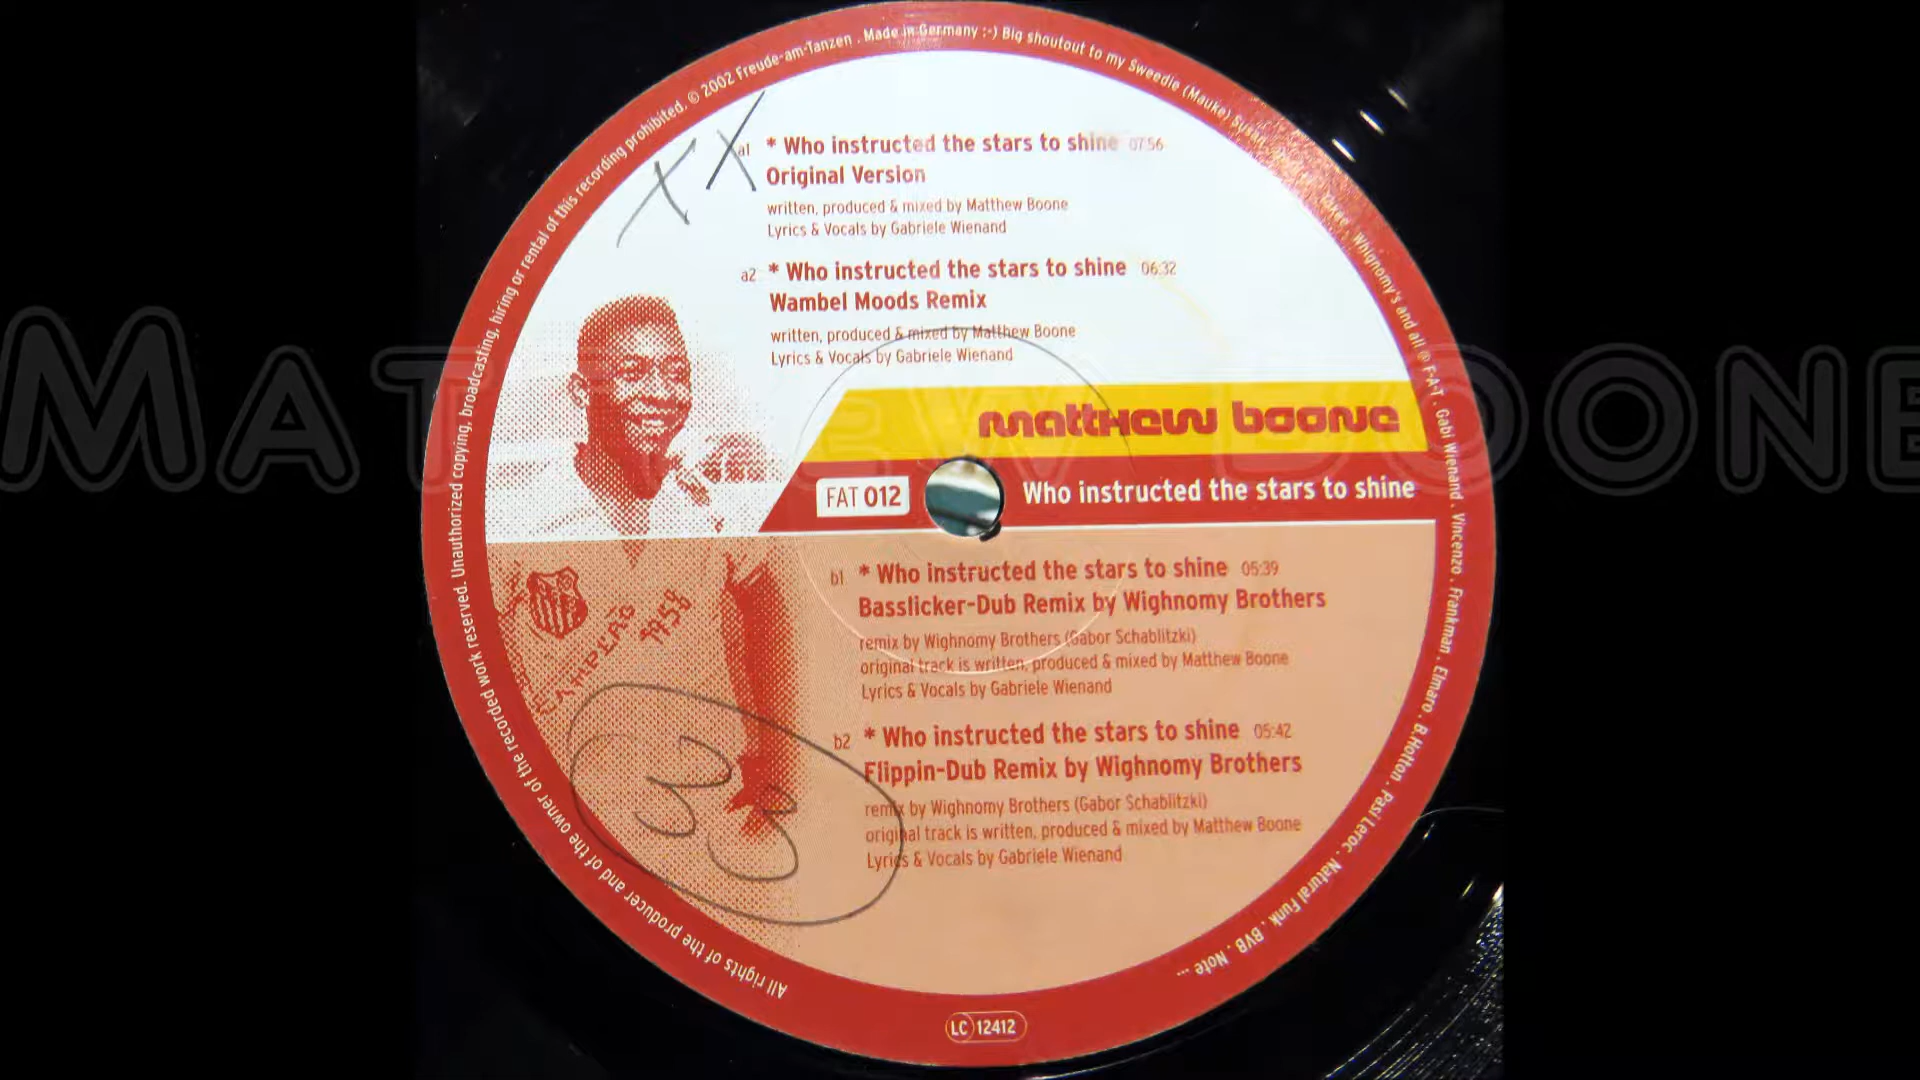 All rights of the producer and of the owner of the recorded work reserved. Unauthorized copying, broadcasting, hiring or rental of this recording prohibited. © 2002 Freude-am-Tanzen . Made in Germany :-) Big shoutout to my Sweedie (Mauke) Susan
Whignomy's and all @ F-A-T . Gabi Wienand . Vincenzo . Frankman . Elmaro . B.Hotton . Pasi Leroc . Natural Funk . BVB . Note ...
XX
a1 * Who instructed the stars to shine 07:56
Original Version
written, produced & mixed by Matthew Boone
Lyrics & Vocals by Gabriele Wienand
a2 * Who instructed the stars to shine 06:32
Wambel Moods Remix
written, produced & mixed by Matthew Boone
Lyrics & Vocals by Gabriele Wienand
MATTHEW BOONE
matthew boone
FAT 012 Who instructed the stars to shine
b1 * Who instructed the stars to shine 05:39
Basslicker-Dub Remix by Wighnomy Brothers
remix by Wighnomy Brothers (Gabor Schablitzki)
original track is written, produced & mixed by Matthew Boone
Lyrics & Vocals by Gabriele Wienand
b2 * Who instructed the stars to shine 05:42
Flippin-Dub Remix by Wighnomy Brothers
remix by Wighnomy Brothers (Gabor Schablitzki)
original track is written, produced & mixed by Matthew Boone
Lyrics & Vocals by Gabriele Wienand
LC 12412